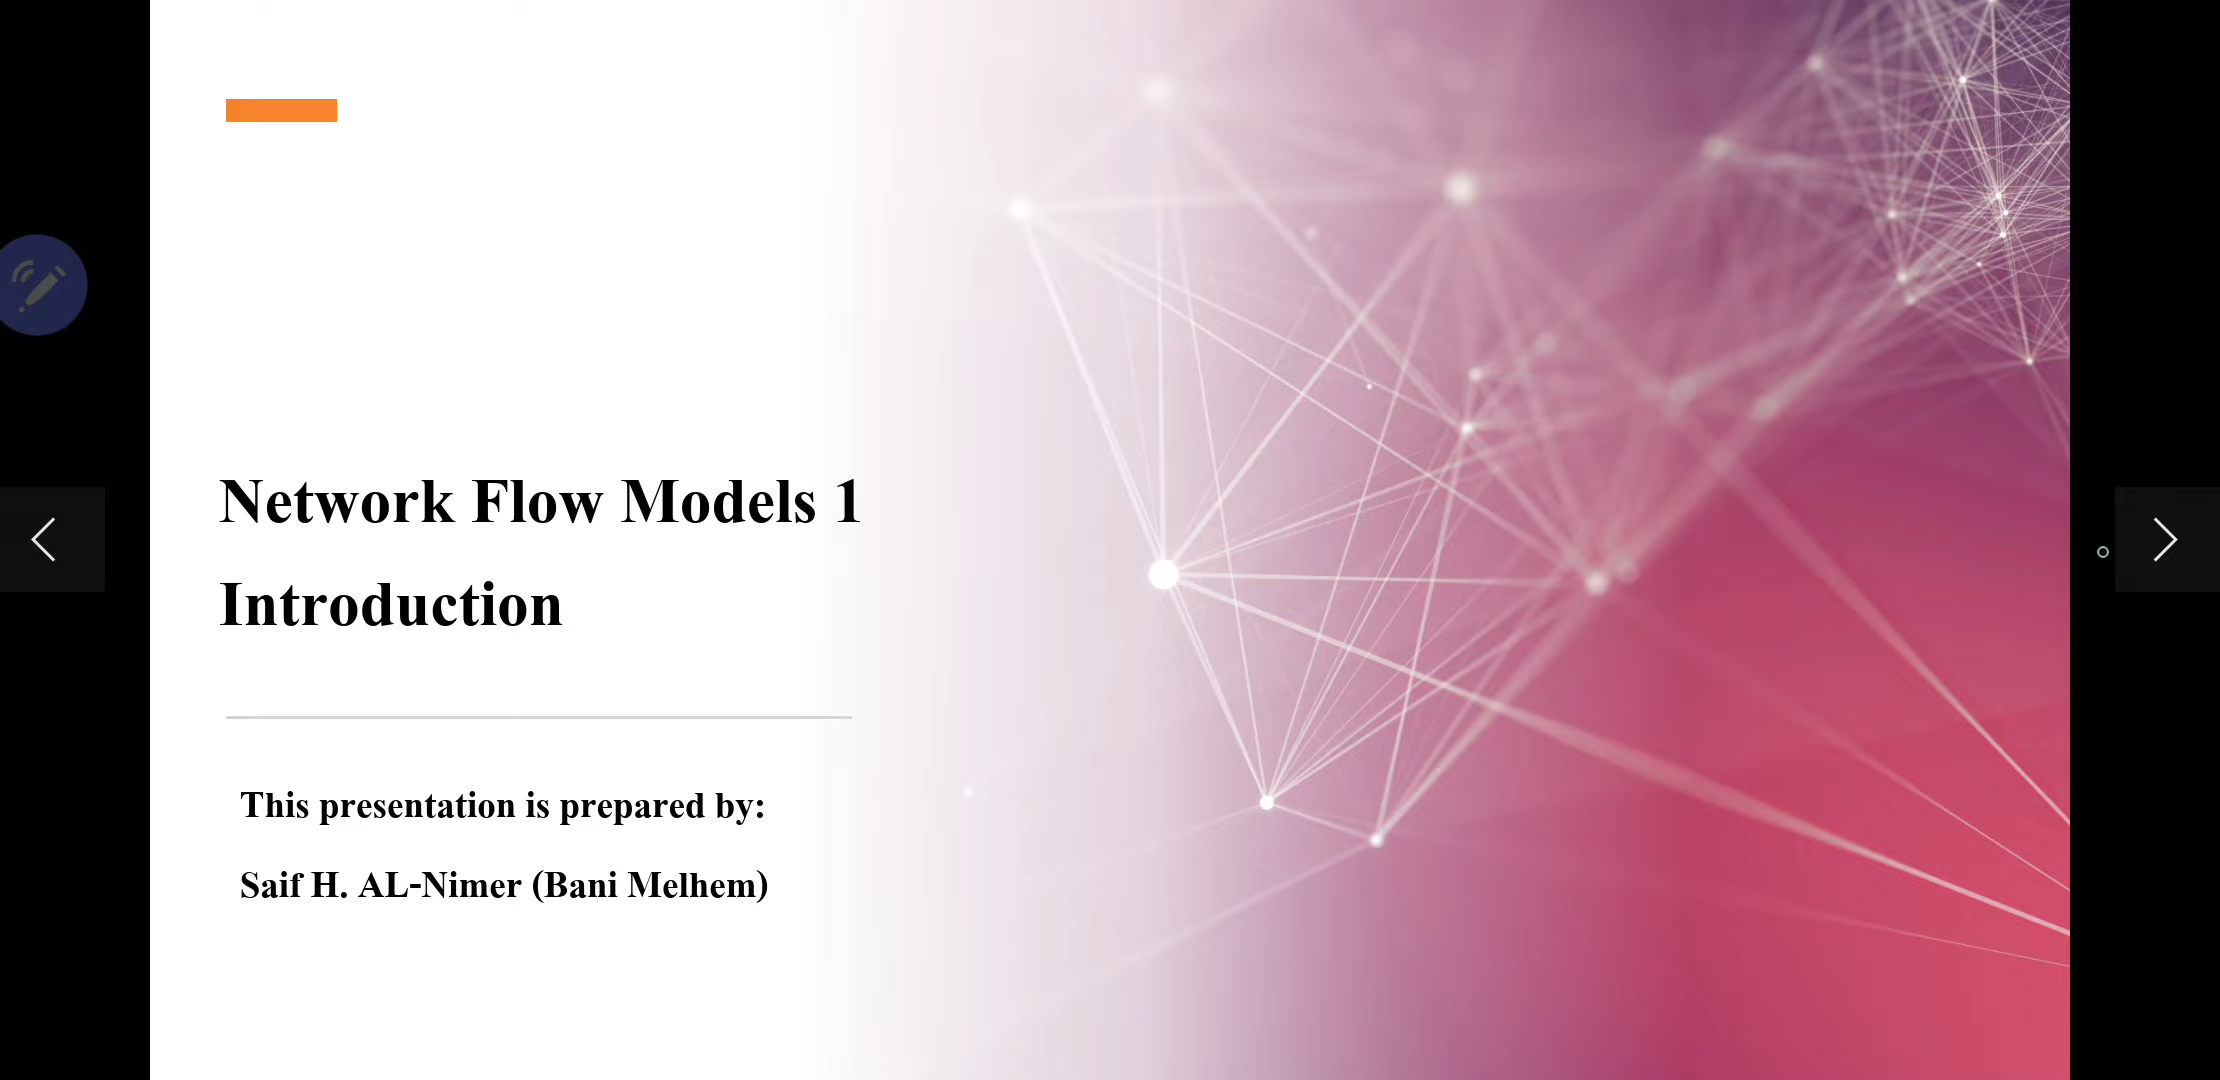 Network Flow Models 1
Introduction
This presentation is prepared by:
Saif H. AL-Nimer (Bani Melhem)